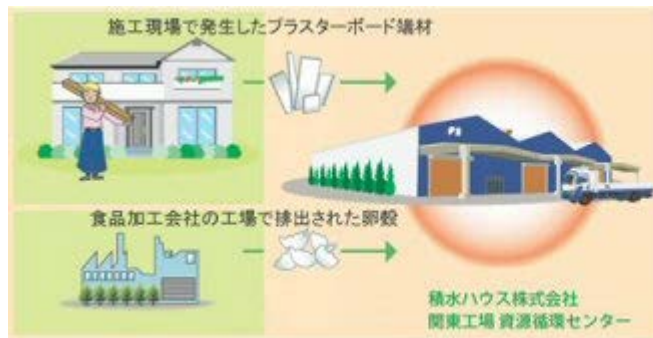 施工現場で発生したプラスターボード端材
食品加工会社の工場で排出された卵殻
積水ハウス株式会社
関東工場 資源循環センター